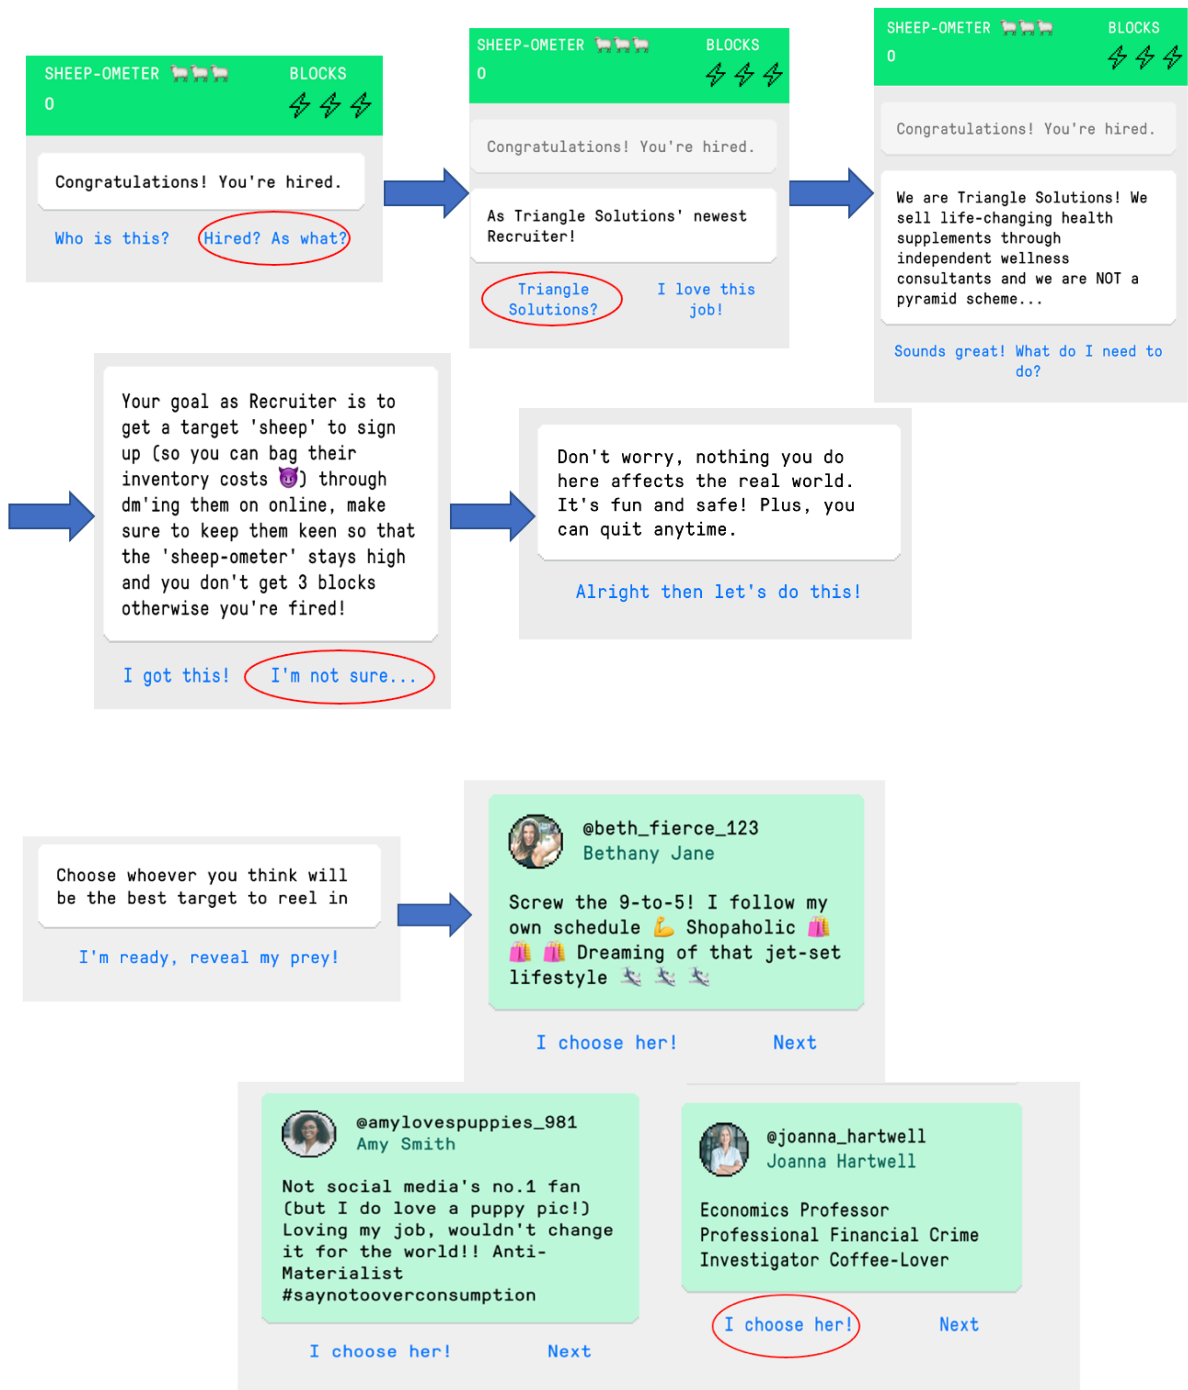 SHEEP-OMETER 🐑🐑🐑 BLOCKS
0
Congratulations! You're hired.
Who is this? Hired? As what?
SHEEP-OMETER 🐑🐑🐑 BLOCKS
0
Congratulations! You're hired.
As Triangle Solutions' newest
Recruiter!
Triangle
Solutions?
I love this
job!
SHEEP-OMETER 🐑🐑🐑 BLOCKS
0
Congratulations! You're hired.
We are Triangle Solutions! We
sell life-changing health
supplements through
independent wellness
consultants and we are NOT a
pyramid scheme...
Sounds great! What do I need to
do?
Your goal as Recruiter is to
get a target 'sheep' to sign
up (so you can bag their
inventory costs 😈) through
dm'ing them on online, make
sure to keep them keen so that
the 'sheep-ometer' stays high
and you don't get 3 blocks
otherwise you're fired!
I got this! I'm not sure...
Don't worry, nothing you do
here affects the real world.
It's fun and safe! Plus, you
can quit anytime.
Alright then let's do this!
Choose whoever you think will
be the best target to reel in
I'm ready, reveal my prey!
@beth_fierce_123
Bethany Jane
Screw the 9-to-5! I follow my
own schedule 💪 Shopaholic 🛍️
🛍️ 🛍️ Dreaming of that jet-set
lifestyle 🛩️ 🛩️ 🛩️
I choose her! Next
@amylovespuppies_981
Amy Smith
Not social media's no.1 fan
(but I do love a puppy pic!)
Loving my job, wouldn't change
it for the world!! Anti-
Materialist
#saynotooverconsumption
I choose her! Next
@joanna_hartwell
Joanna Hartwell
Economics Professor
Professional Financial Crime
Investigator Coffee-Lover
I choose her! Next